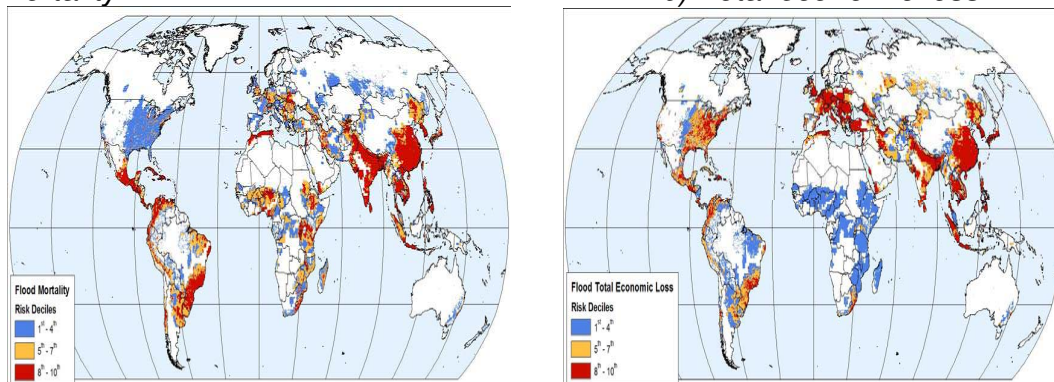 Flood Mortality
Risk Deciles
1st - 4th
5th - 7th
8th - 10th
Flood Total Economic Loss
Risk Deciles
1st - 4th
5th - 7th
8th - 10th